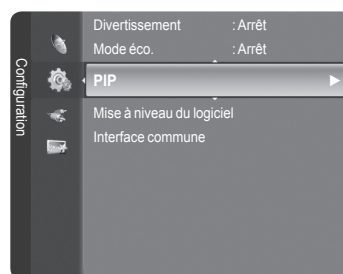 Configuration
Divertissement : Arrêt
Mode éco. : Arrêt
PIP
Mise à niveau du logiciel
Interface commune